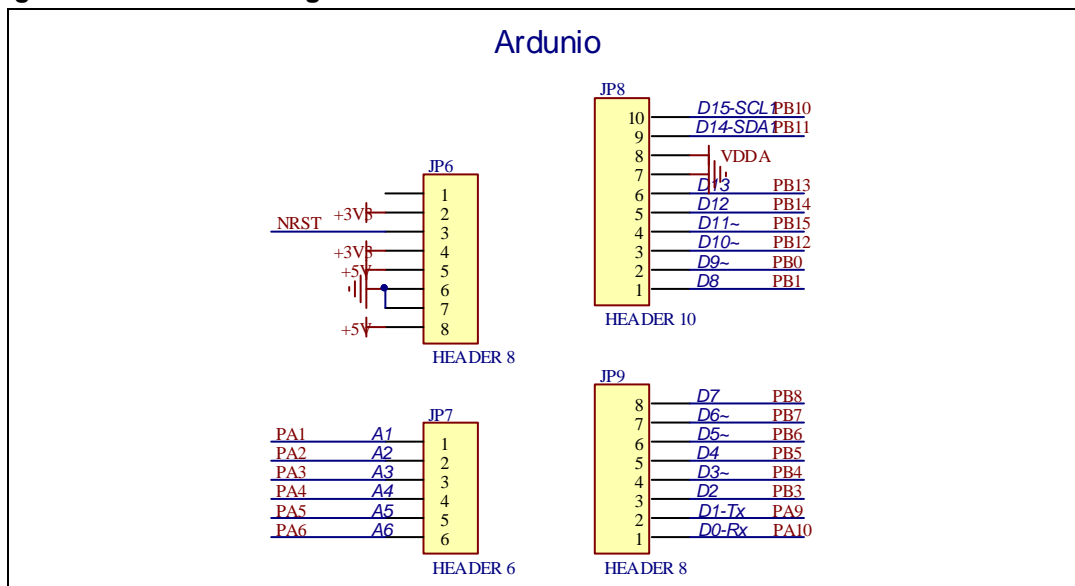 Ardunio
JP6
1
+3V3 2
NRST 3
+3V3 4
+5V 5
6
7
+5V 8
HEADER 8
JP8
10 D15-SCL1 PB10
9 D14-SDA1 PB11
8 VDDA
7
6 D13 PB13
5 D12 PB14
4 D11~ PB15
3 D10~ PB12
2 D9~ PB0
1 D8 PB1
HEADER 10
JP7
PA1 A1 1
PA2 A2 2
PA3 A3 3
PA4 A4 4
PA5 A5 5
PA6 A6 6
HEADER 6
JP9
8 D7 PB8
7 D6~ PB7
6 D5~ PB6
5 D4 PB5
4 D3~ PB4
3 D2 PB3
2 D1-Tx PA9
1 D0-Rx PA10
HEADER 8